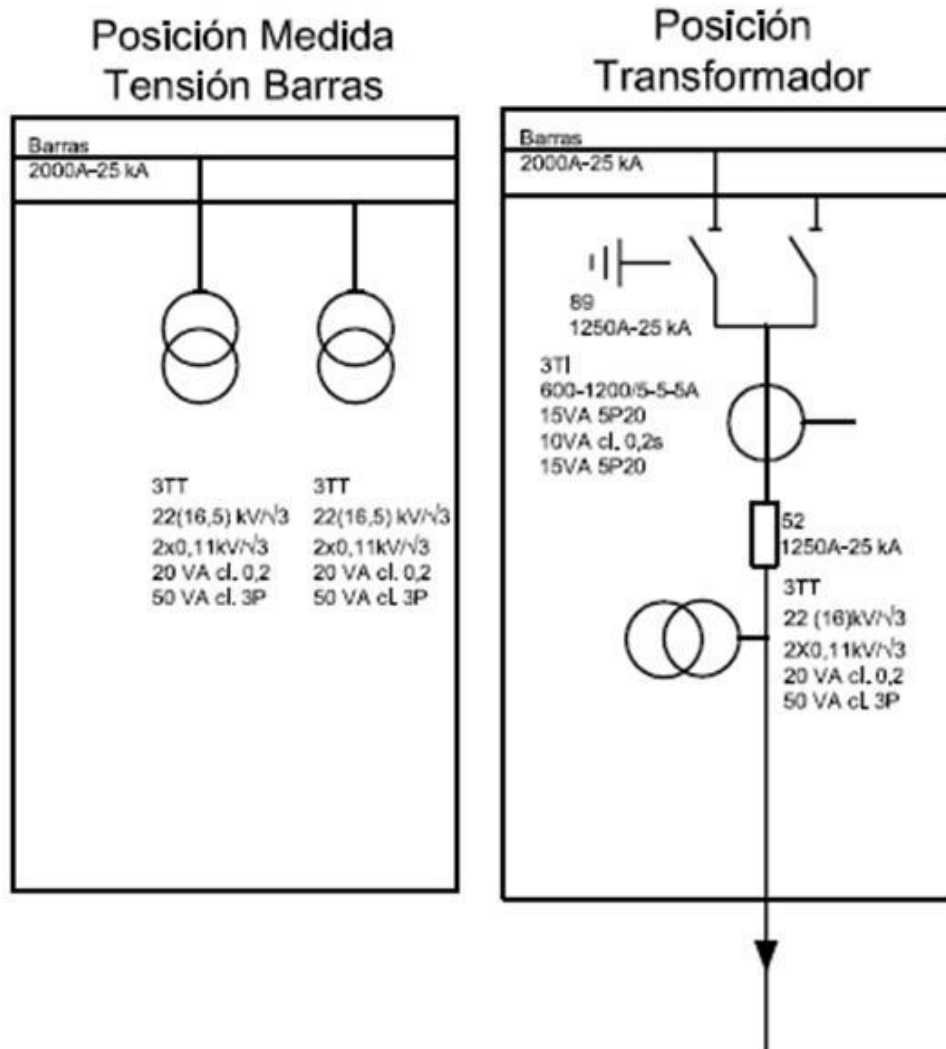 Posición Medida
Tensión Barras
Barras
2000A-25 kA
3TT
22(16,5) kV/√3
2x0,11kV/√3
20 VA cl. 0,2
50 VA cl. 3P
3TT
22(16,5) kV/√3
2x0,11kV/√3
20 VA cl. 0,2
50 VA cl. 3P
Posición
Transformador
Barras
2000A-25 kA
89
1250A-25 kA
3TI
600-1200/5-5-5A
15VA 5P20
10VA cl. 0,2s
15VA 5P20
52
1250A-25 kA
3TT
22 (16)kV/√3
2X0,11kV/√3
20 VA cl. 0,2
50 VA cl. 3P